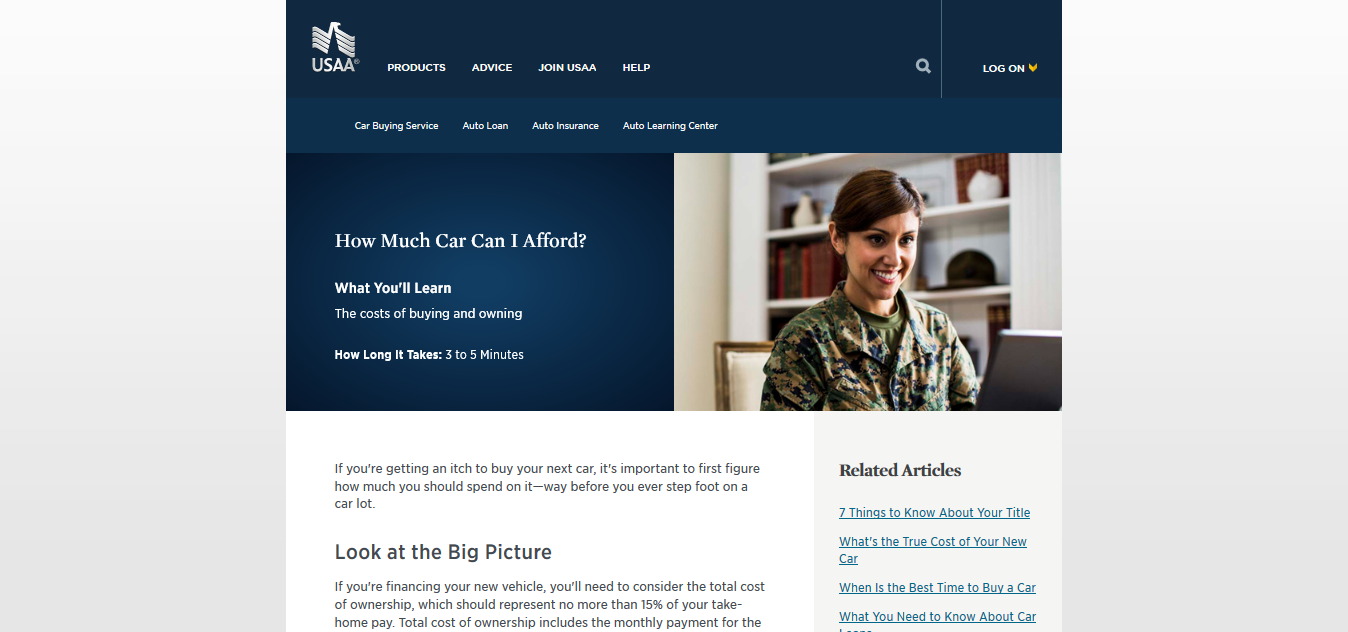 USAA®
PRODUCTS ADVICE JOIN USAA HELP
LOG ON
Car Buying Service Auto Loan Auto Insurance Auto Learning Center
How Much Car Can I Afford?
What You'll Learn
The costs of buying and owning
How Long It Takes: 3 to 5 Minutes
If you're getting an itch to buy your next car, it's important to first figure
how much you should spend on it—way before you ever step foot on a
car lot.
Look at the Big Picture
If you're financing your new vehicle, you'll need to consider the total cost
of ownership, which should represent no more than 15% of your take-
home pay. Total cost of ownership includes the monthly payment for the
Related Articles
7 Things to Know About Your Title
What's the True Cost of Your New
Car
When Is the Best Time to Buy a Car
What You Need to Know About Car